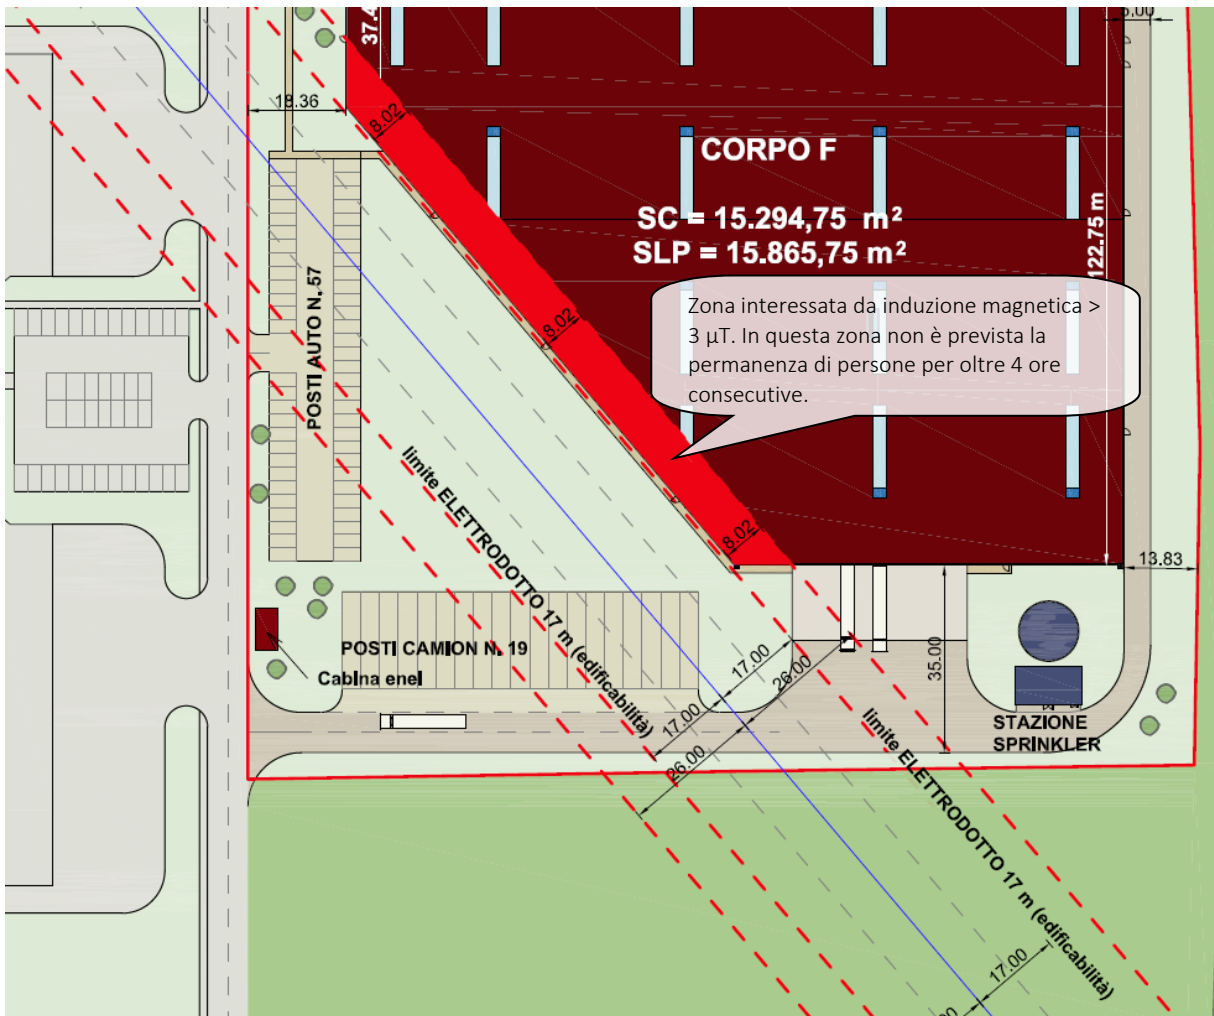 5.00
37.4
18.36
8.02
CORPO F
SC = 15.294,75 m²
SLP = 15.865,75 m²
122.75 m
POSTI AUTO N. 57
8.02
Zona interessata da induzione magnetica >
3 µT. In questa zona non è prevista la
permanenza di persone per oltre 4 ore
consecutive.
limite ELETTRODOTTO 17 m (edificabilità)
8.02
13.83
POSTI CAMION N. 19
Cabina enel
17.00
26.00
35.00
17.00
26.00
STAZIONE
SPRINKLER
limite ELETTRODOTTO 17 m (edificabilità)
17.00